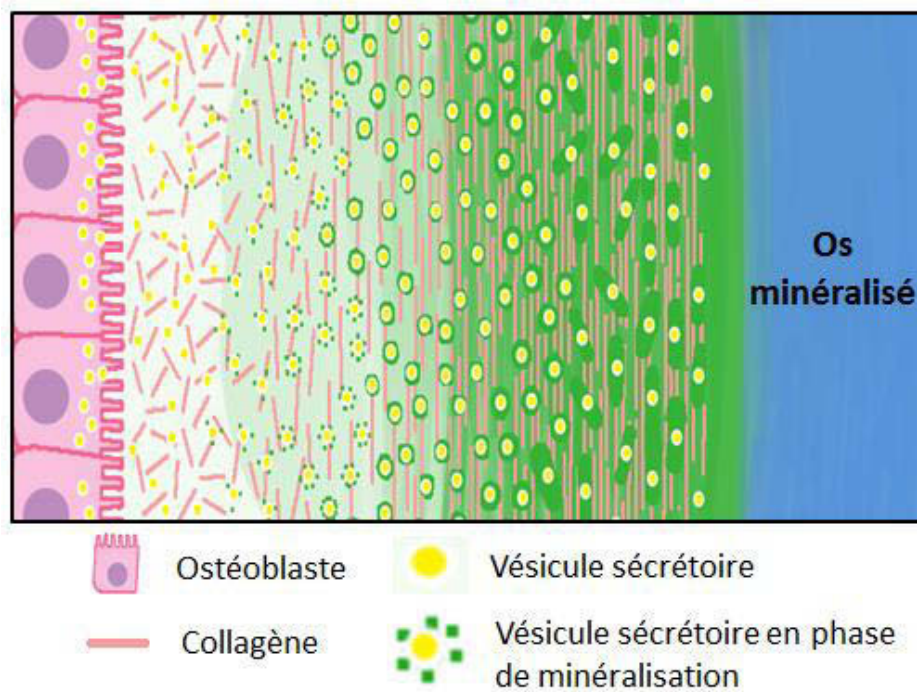 Os
minéralisé
Ostéoblaste
Vésicule sécrétoire
Collagène
Vésicule sécrétoire en phase
de minéralisation